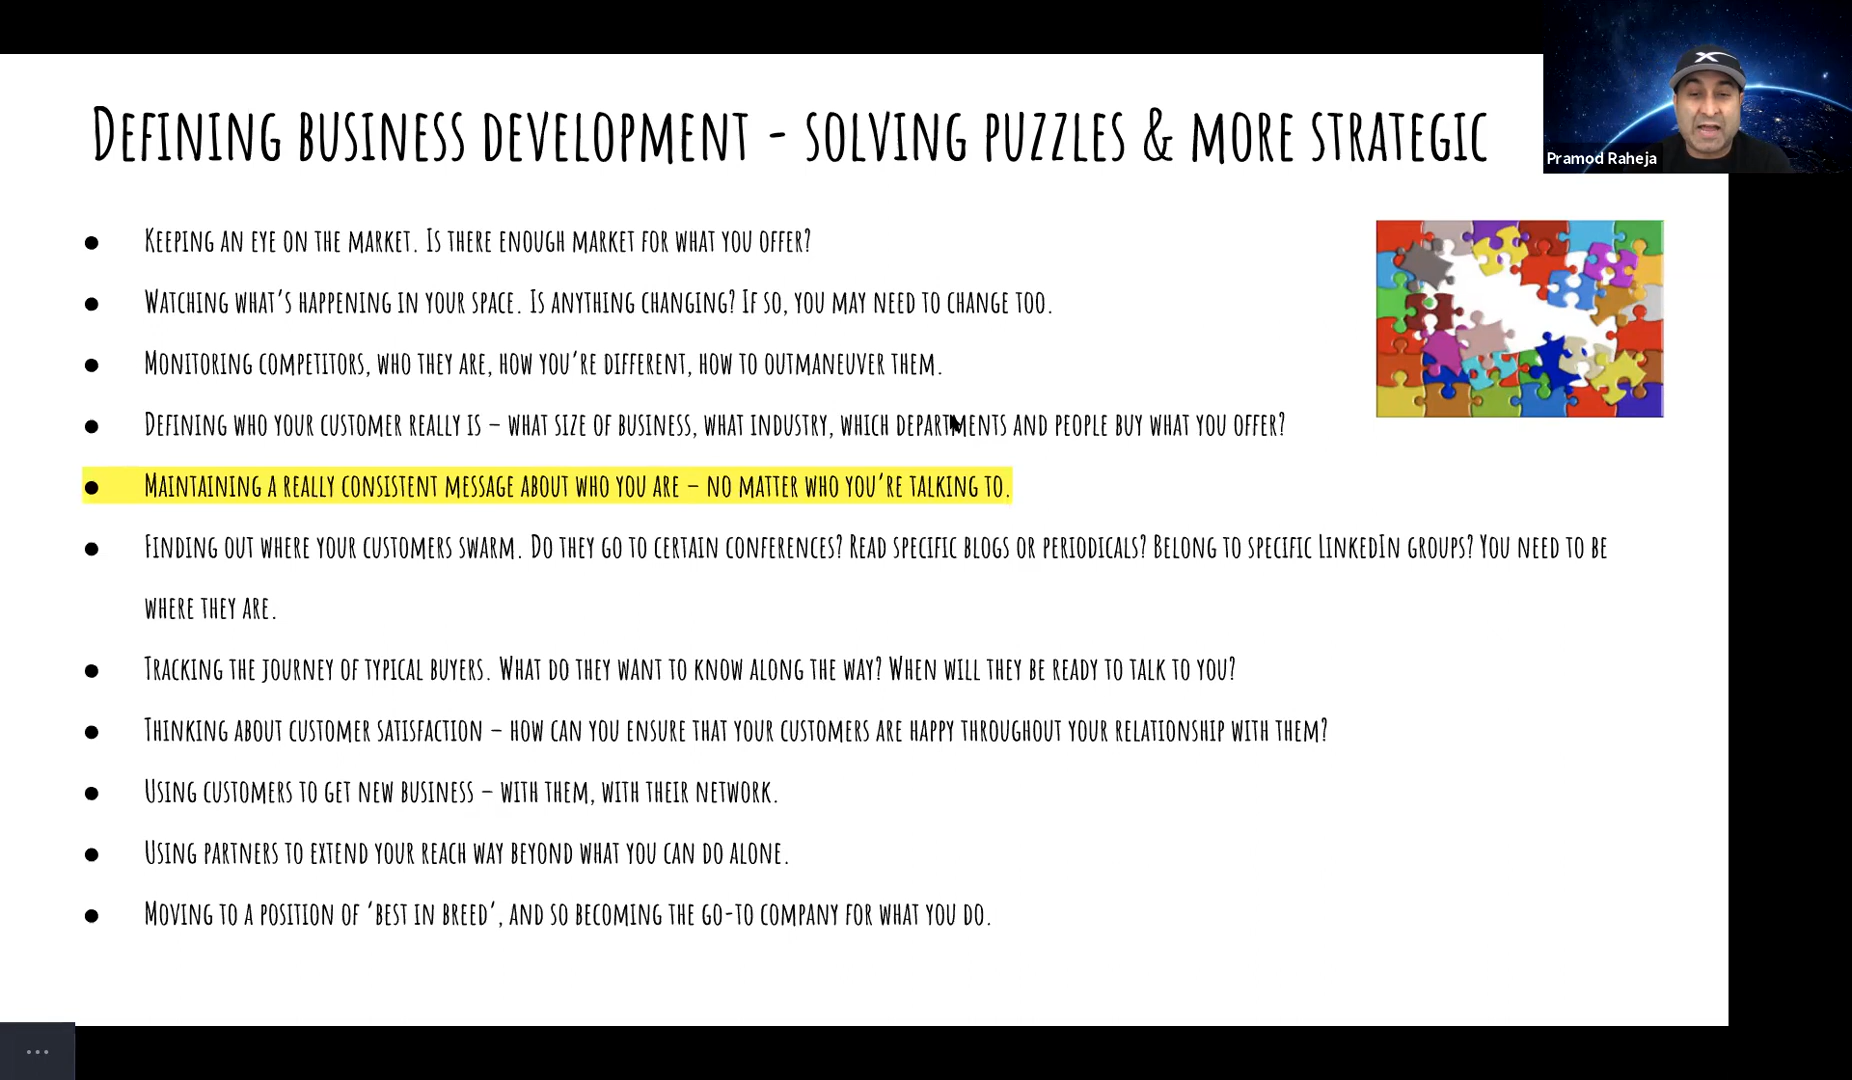 Defining business development - solving puzzles & more strategic
Pramod Raheja
● Keeping an eye on the market. Is there enough market for what you offer?
● Watching what's happening in your space. Is anything changing? If so, you may need to change too.
● Monitoring competitors, who they are, how you're different, how to outmaneuver them.
● Defining who your customer really is – what size of business, what industry, which departments and people buy what you offer?
● Maintaining a really consistent message about who you are – no matter who you're talking to.
● Finding out where your customers swarm. Do they go to certain conferences? Read specific blogs or periodicals? Belong to specific LinkedIn groups? You need to be
where they are.
● Tracking the journey of typical buyers. What do they want to know along the way? When will they be ready to talk to you?
● Thinking about customer satisfaction – how can you ensure that your customers are happy throughout your relationship with them?
● Using customers to get new business – with them, with their network.
● Using partners to extend your reach way beyond what you can do alone.
● Moving to a position of 'best in breed', and so becoming the go-to company for what you do.